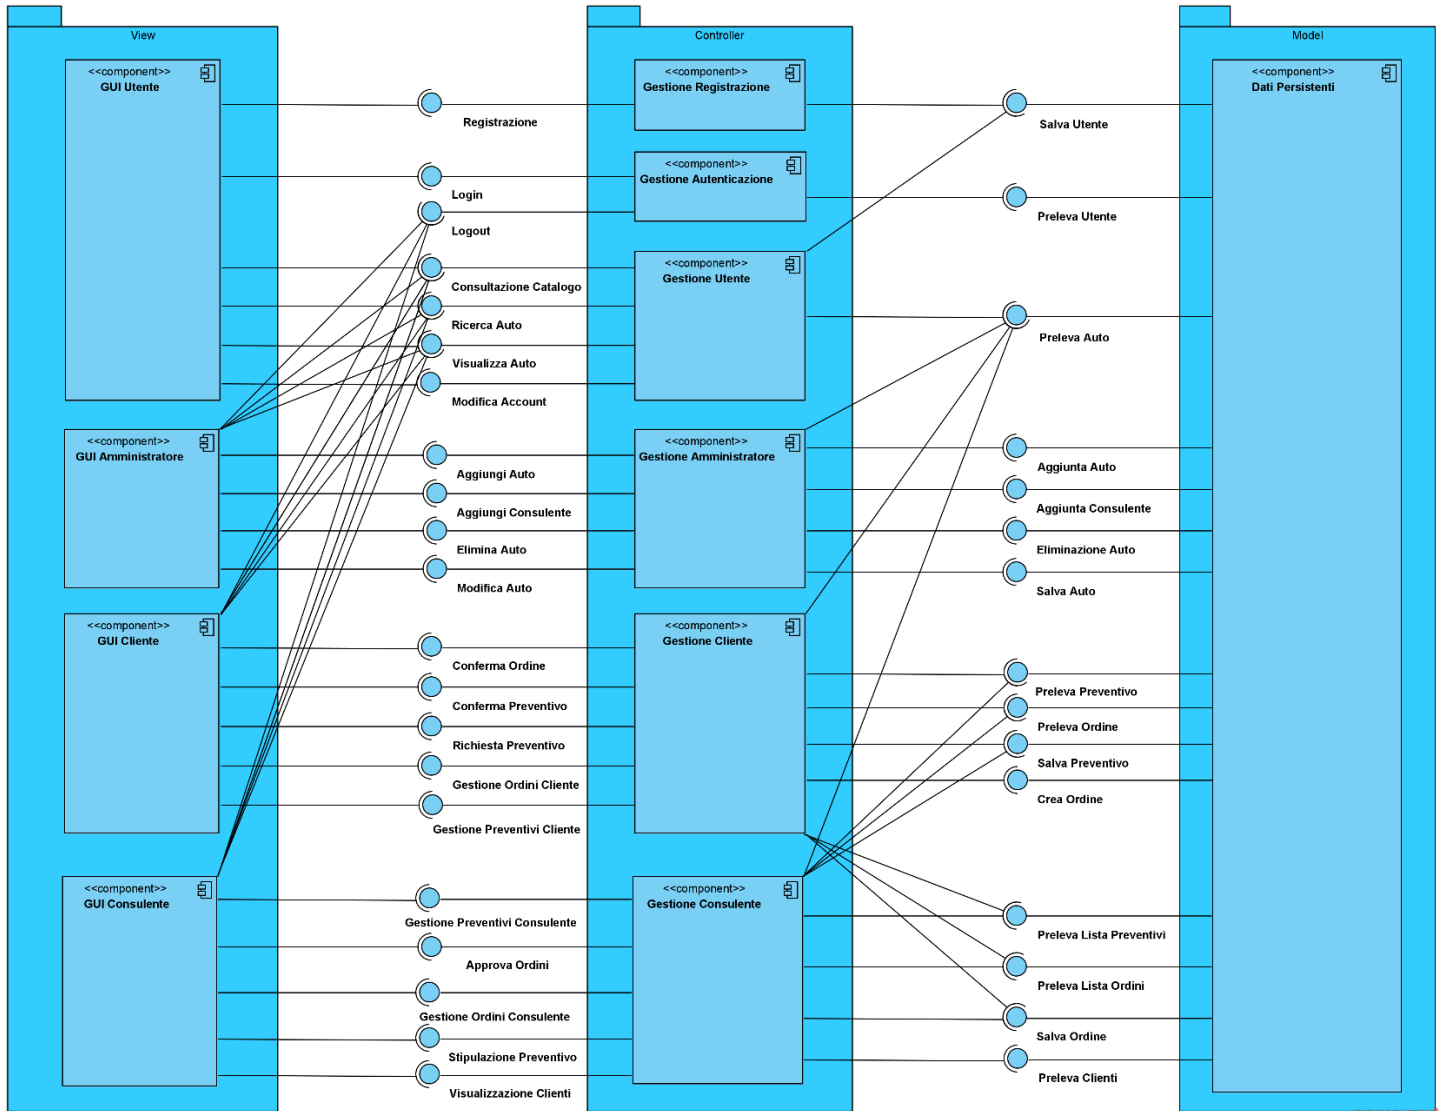 View
Controller
Model
<<component>>
GUI Utente
<<component>>
Gestione Registrazione
<<component>>
Dati Persistenti
Registrazione
Salva Utente
<<component>>
Gestione Autenticazione
Login
Preleva Utente
Logout
<<component>>
Gestione Utente
Consultazione Catalogo
Ricerca Auto
Preleva Auto
Visualizza Auto
Modifica Account
<<component>>
GUI Amministratore
<<component>>
Gestione Amministratore
Aggiungi Auto
Aggiunta Auto
Aggiungi Consulente
Aggiunta Consulente
Elimina Auto
Eliminazione Auto
Modifica Auto
Salva Auto
<<component>>
GUI Cliente
<<component>>
Gestione Cliente
Conferma Ordine
Preleva Preventivo
Conferma Preventivo
Preleva Ordine
Richiesta Preventivo
Salva Preventivo
Gestione Ordini Cliente
Crea Ordine
Gestione Preventivi Cliente
<<component>>
GUI Consulente
<<component>>
Gestione Consulente
Gestione Preventivi Consulente
Preleva Lista Preventivi
Approva Ordini
Preleva Lista Ordini
Gestione Ordini Consulente
Salva Ordine
Stipulazione Preventivo
Preleva Clienti
Visualizzazione Clienti